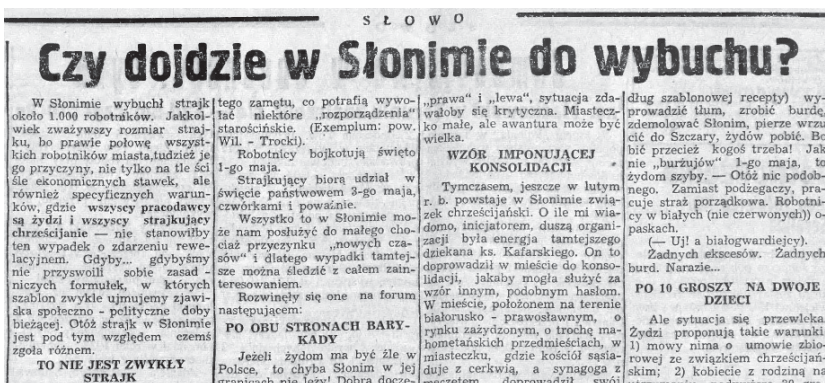 SŁOWO
Czy dojdzie w Słonimie do wybuchu?
W Słonimie wybuchł strajk
około 1.000 robotników. Jakkol-
wiek zważywszy rozmiar straj-
ku, bo prawie połowę wszyst-
kich robotników miasta,tudzież je
go przyczyny, nie tylko na tle ści
śle ekonomicznych stawek, ale
również specyficznych warun-
ków, gdzie wszyscy pracodawcy
są żydzi i wszyscy strajkujący
chrześcijanie — nie stanowiłby
ten wypadek o zdarzeniu rewe-
lacyjnem. Gdyby... gdybyśmy
nie przyswoili sobie zasad -
niczych formułek, w których
szablon zwykle ujmujemy zjawi-
ska społeczno - polityczne doby
bieżącej. Otóż strajk w Słonimie
jest pod tym względem czemś
zgoła różnem.
TO NIE JEST ZWYKŁY
STRAJK
tego zamętu, co potrafią wywo-
łać niektóre „rozporządzenia”
starościńskie. (Exemplum: pow.
Wil. - Trocki).
Robotnicy bojkotują święto
1-go maja.
Strajkujący biorą udział w
święcie państwowem 3-go maja,
czwórkami i poważnie.
Wszystko to w Słonimie mo-
że nam posłużyć do małego cho-
ciaż przyczynku „nowych cza-
sów” i dlatego wypadki tamtej-
sze można śledzić z całem zain-
teresowaniem.
Rozwinęły się one na forum
następującem:
PO OBU STRONACH BARY-
KADY
Jeżeli żydom ma być źle w
Polsce, to chyba Słonim w jej
granicach nie leży! Dobra docze-
„prawa” i „lewa”, sytuacja zda-
wałoby się krytyczna. Miastecz-
ko małe, ale awantura może być
wielka.
WZÓR IMPONUJĄCEJ
KONSOLIDACJI
Tymczasem, jeszcze w lutym
r. b. powstaje w Słonimie zwią-
zek chrześcijański. O ile mi wia-
domo, inicjatorem, duszą organi-
zacji była energja tamtejszego
dziekana ks. Kafarskiego. On to
doprowadził w mieście do konso-
lidacji, jakaby mogła służyć za
wzór innym, podobnym hasłom.
W mieście, położonem na terenie
białorusko - prawosławnym, o
rynku zażydzonym, o trochę ma-
hometańskich przedmieściach, w
miasteczku, gdzie kościół sąsia-
duje z cerkwią, a synagoga z
meczetem, doprowadził swój
dług szablonowej recepty) wy-
prowadzić tłum, zrobić burdę,
zdemolować Słonim, pierze wrzu
cić do Szczary, żydów pobić. Bo
bić przecież kogoś trzeba! Jak
nie „burżujów” 1-go maja, to
żydom szyby. — Otóż nic podob-
nego. Zamiast podżegaczy, pra-
cuje straż porządkowa. Robotni-
cy w białych (nie czerwonych)) o-
paskach.
(— Uj! a białogwardiejcy).
Żadnych ekscesów. Żadnych
burd. Narazie...
PO 10 GROSZY NA DWOJE
DZIECI
Ale sytuacja się przewleka.
Żydzi proponują takie warunki:
1) mowy nima o umowie zbio-
rowej ze związkiem chrześcijań-
skim; 2) kobiecie z rodziną na